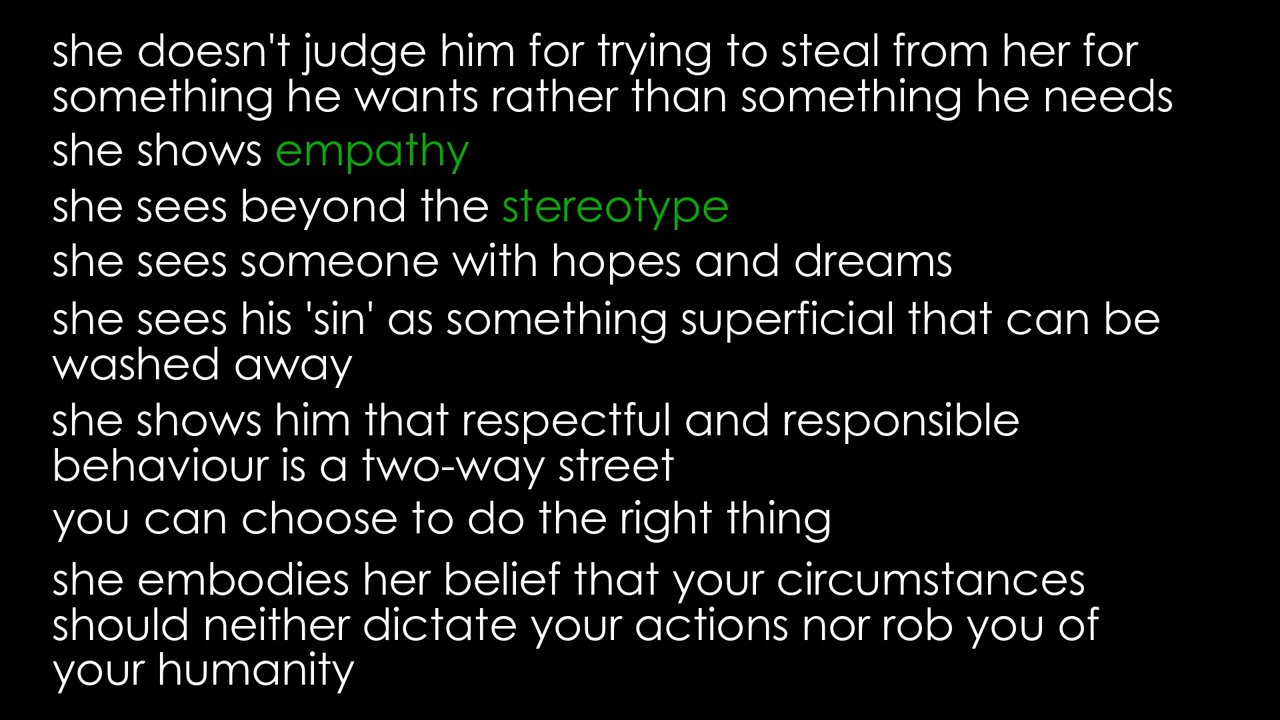 she doesn't judge him for trying to steal from her for
something he wants rather than something he needs
she shows empathy
she sees beyond the stereotype
she sees someone with hopes and dreams
she sees his 'sin' as something superficial that can be
washed away
she shows him that respectful and responsible
behaviour is a two-way street
you can choose to do the right thing
she embodies her belief that your circumstances
should neither dictate your actions nor rob you of
your humanity